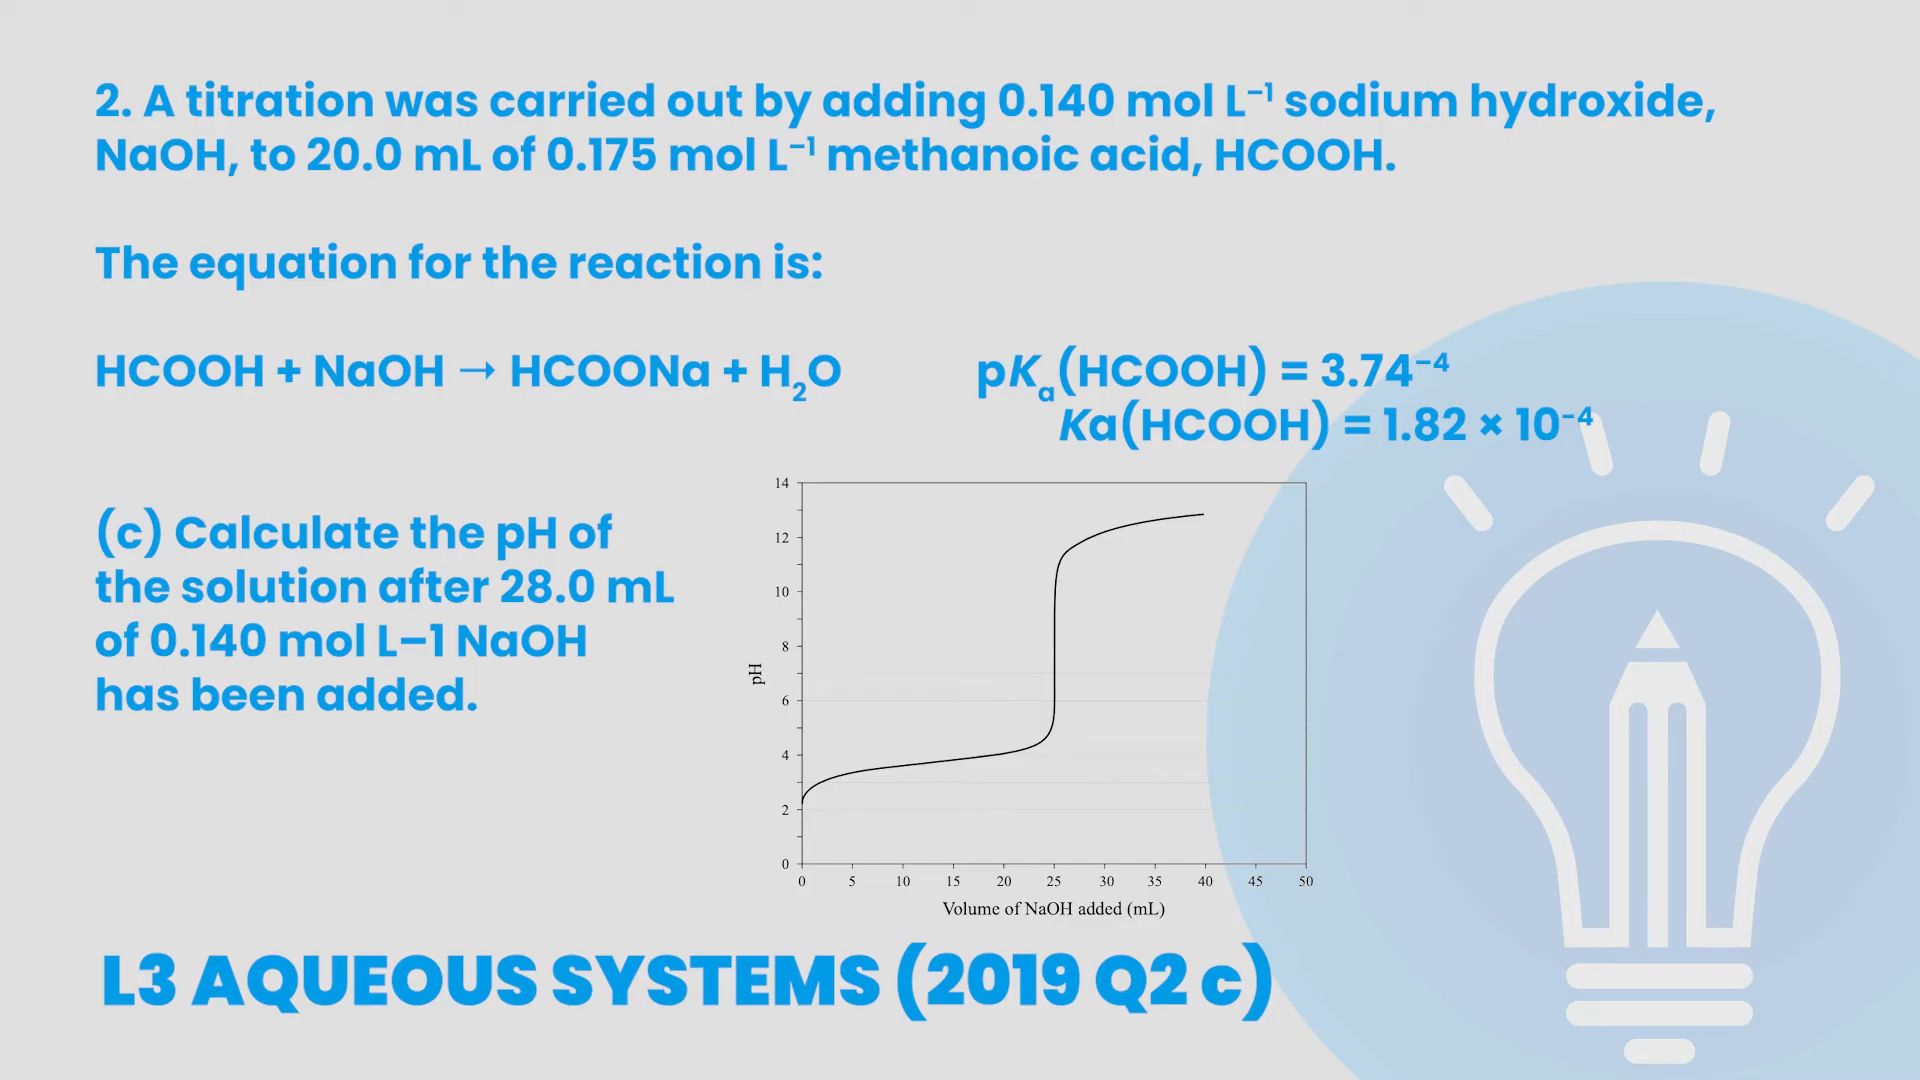 2. A titration was carried out by adding 0.140 mol L⁻¹ sodium hydroxide,
NaOH, to 20.0 mL of 0.175 mol L⁻¹ methanoic acid, HCOOH.
The equation for the reaction is:
HCOOH + NaOH → HCOONa + H₂O
pKₐ(HCOOH) = 3.74⁻⁴
Ka(HCOOH) = 1.82 × 10⁻⁴
(c) Calculate the pH of
the solution after 28.0 mL
of 0.140 mol L–1 NaOH
has been added.
14
12
10
8
6
4
2
0
pH
0 5 10 15 20 25 30 35 40 45 50
Volume of NaOH added (mL)
L3 AQUEOUS SYSTEMS (2019 Q2 c)